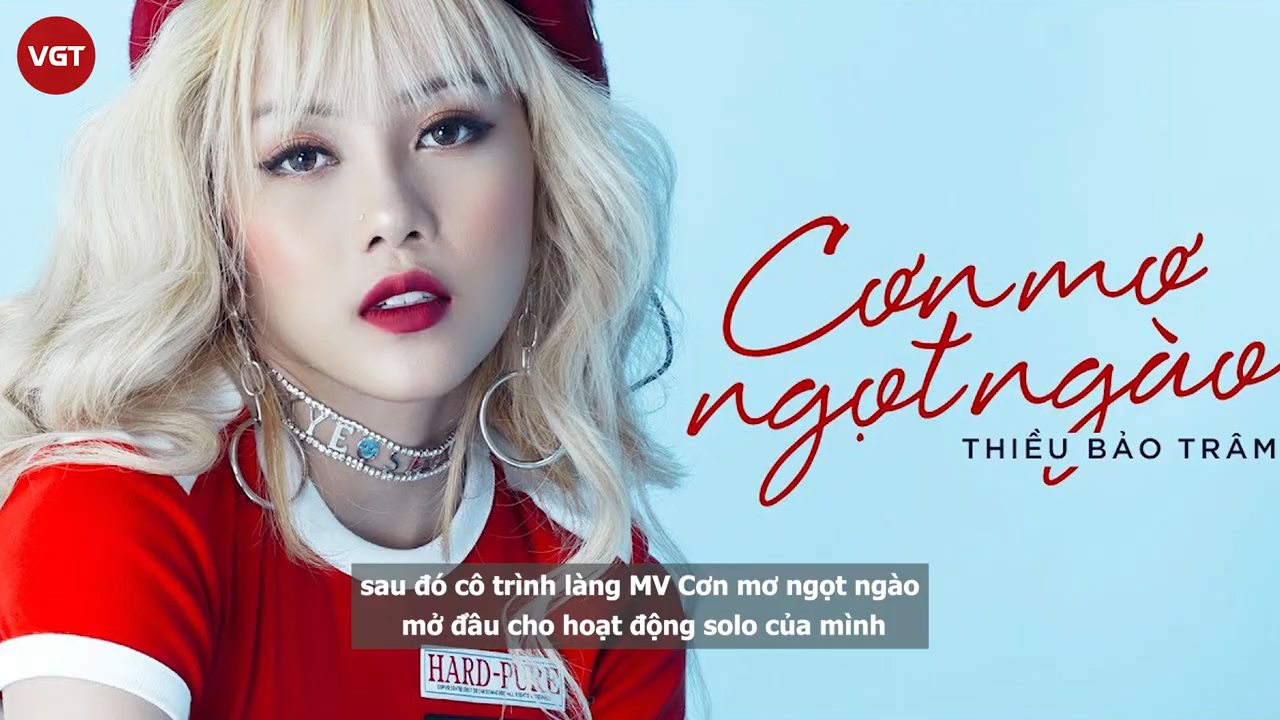 VGT
Cơn mơ
ngọt ngào
THIỀU BẢO TRÂM
YE
sau đó cô trình làng MV Cơn mơ ngọt ngào
mở đầu cho hoạt động solo của mình
HARD-PURE